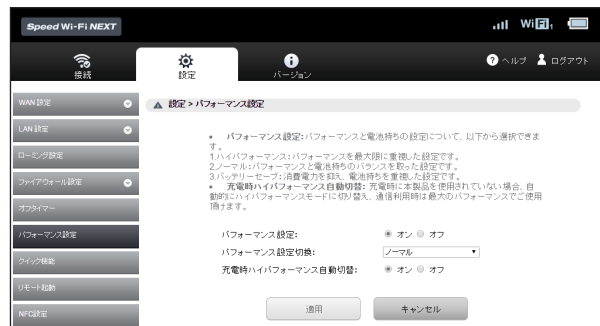 Speed Wi-Fi NEXT
WiFi 1
接続
設定
バージョン
ヘルプ
ログアウト
WAN 設定
LAN 設定
ローミング設定
ファイアウォール設定
オフタイマー
パフォーマンス設定
クイック機能
リモート起動
NFC設定
設定 > パフォーマンス設定
• パフォーマンス設定:パフォーマンスと電池持ちの設定について、以下から選択できま
す。
1.ハイパフォーマンス:パフォーマンスを最大限に重視した設定です。
2.ノーマル:パフォーマンスと電池持ちのバランスを取った設定です。
3.バッテリーセーブ:消費電力を抑え、電池持ちを重視した設定です。
• 充電時ハイパフォーマンス自動切替: 充電時に本製品を使用されていない場合、自
動的にハイパフォーマンスモードに切り替え、通信利用時は最大のパフォーマンスでご使用
頂けます。
パフォーマンス設定: オン オフ
パフォーマンス設定切換: ノーマル
充電時ハイパフォーマンス自動切替: オン オフ
適用
キャンセル